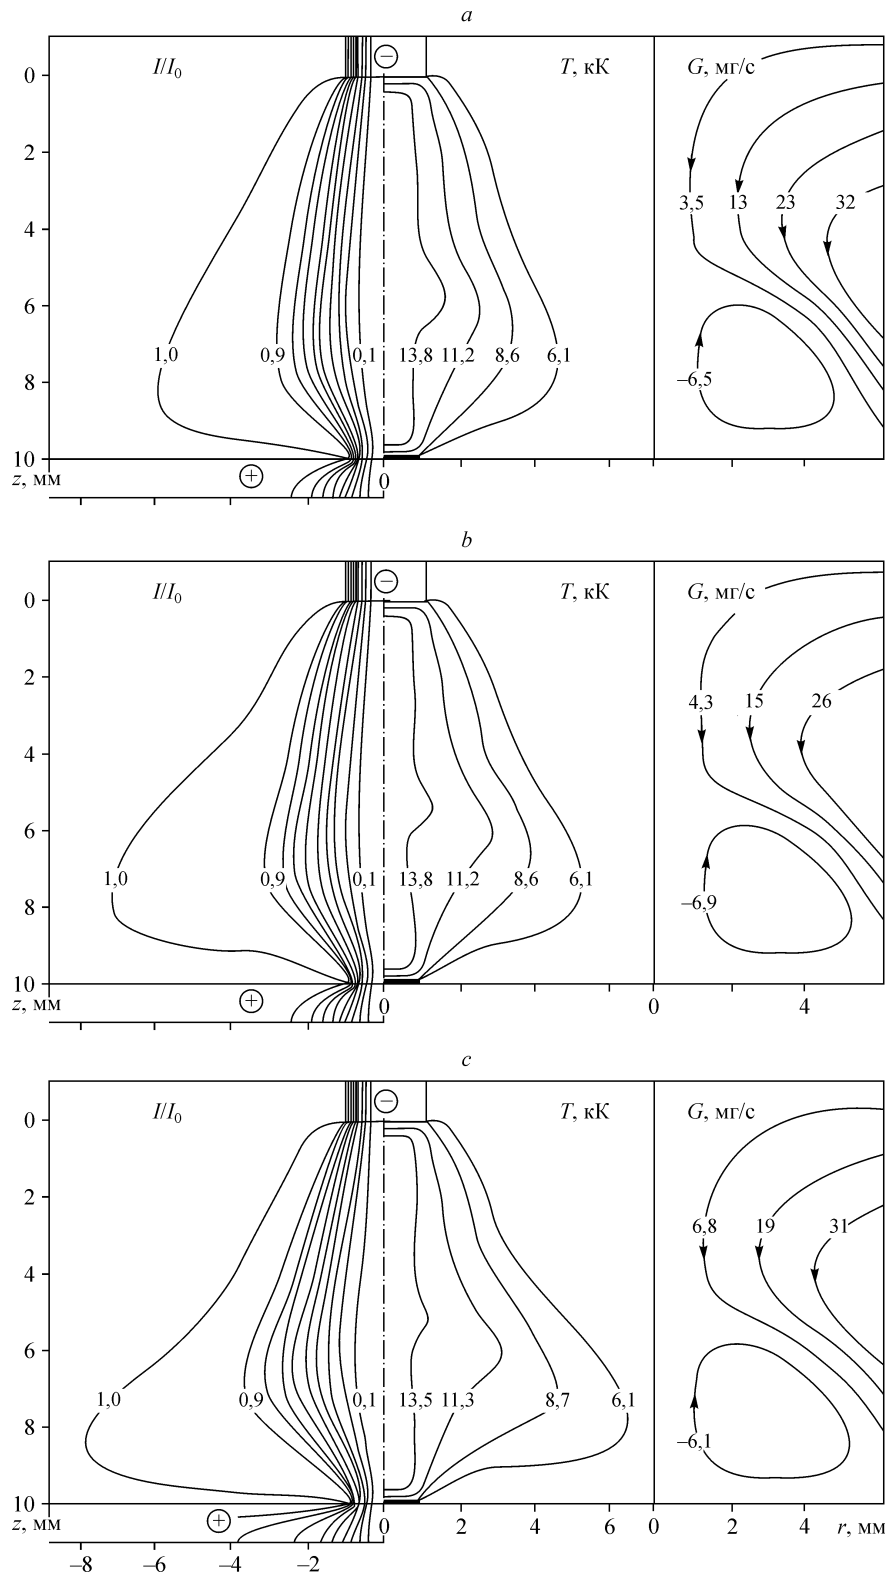 a
I/I₀ − T, кК G, мг/с
0
2
4
3,5 13 23 32
6
1,0 0,9 0,1 13,8 11,2 8,6 6,1
8
−6,5
10
z, мм + 0
b
I/I₀ − T, кК G, мг/с
0
2
4,3 15 26
4
6
1,0 0,9 0,1 13,8 11,2 8,6 6,1
8
−6,9
10
z, мм + 0 0 4
c
I/I₀ − T, кК G, мг/с
0
2
6,8 19 31
4
6
1,0 0,9 0,1 13,5 11,3 8,7 6,1
8
−6,1
10
z, мм + 0 2 4 6 0 2 4 r, мм
−8 −6 −4 −2